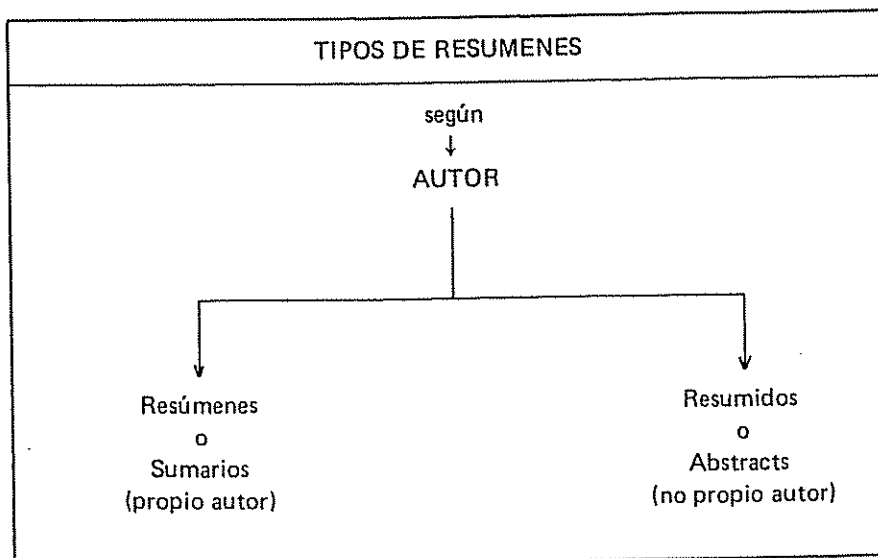 TIPOS DE RESUMENES
según
↓
AUTOR
Resúmenes
o
Sumarios
(propio autor)
Resumidos
o
Abstracts
(no propio autor)